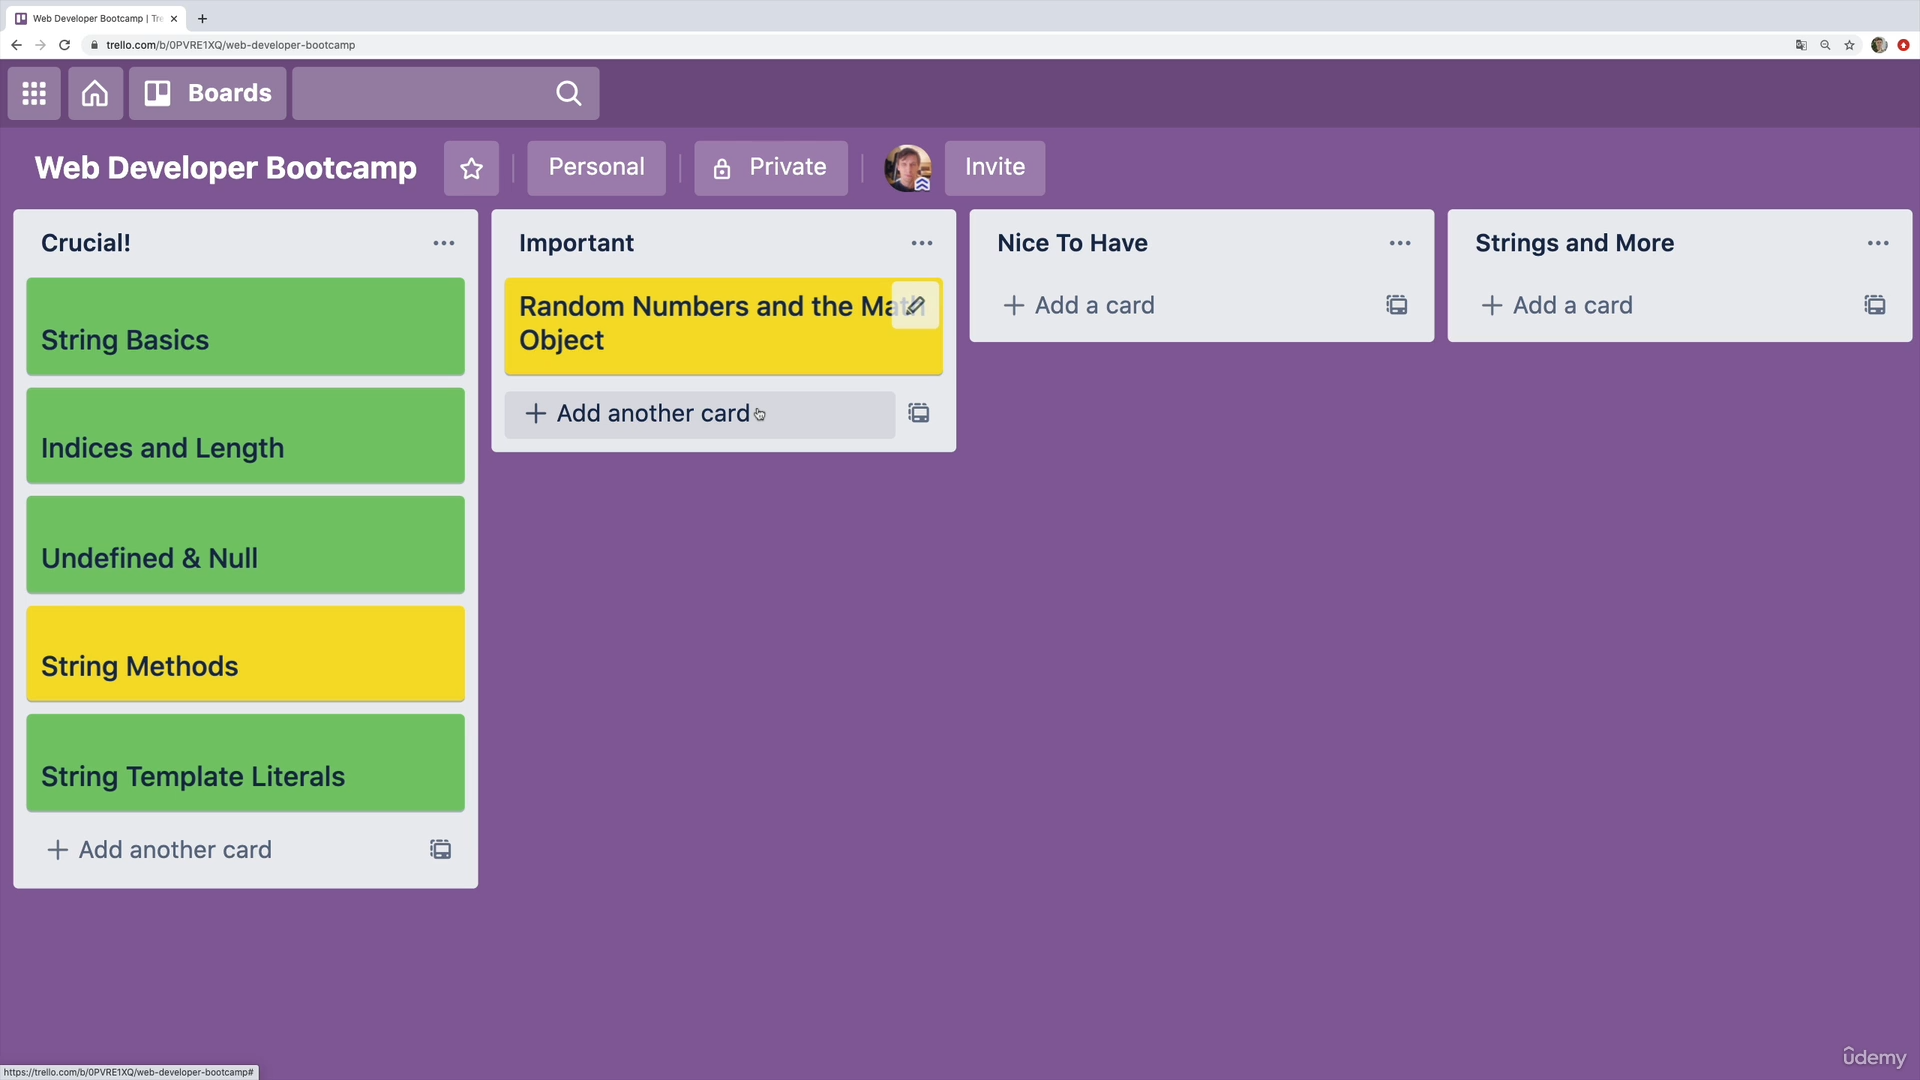 Web Developer Bootcamp | Tre
trello.com/b/0PVRE1XQ/web-developer-bootcamp
Boards
Web Developer Bootcamp
Personal
Private
Invite
Crucial!
String Basics
Indices and Length
Undefined & Null
String Methods
String Template Literals
+ Add another card
Important
Random Numbers and the Math
Object
+ Add another card
Nice To Have
+ Add a card
Strings and More
+ Add a card
https://trello.com/b/0PVRE1XQ/web-developer-bootcamp#
ûdemy